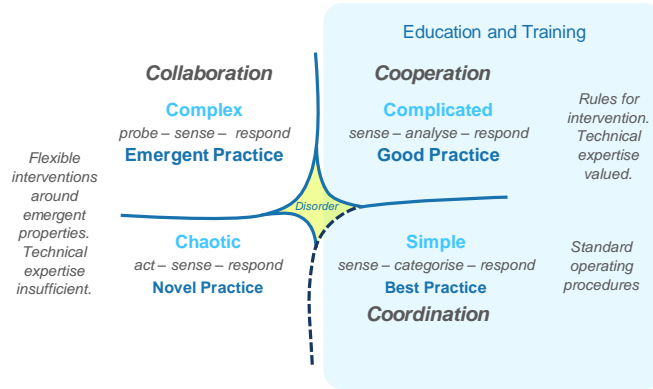 Education and Training
Collaboration
Complex
probe – sense – respond
Emergent Practice
Cooperation
Complicated
sense – analyse – respond
Good Practice
Rules for
intervention.
Technical
expertise
valued.
Flexible
interventions
around
emergent
properties.
Technical
expertise
insufficient.
Disorder
Chaotic
act – sense – respond
Novel Practice
Simple
sense – categorise – respond
Best Practice
Coordination
Standard
operating
procedures